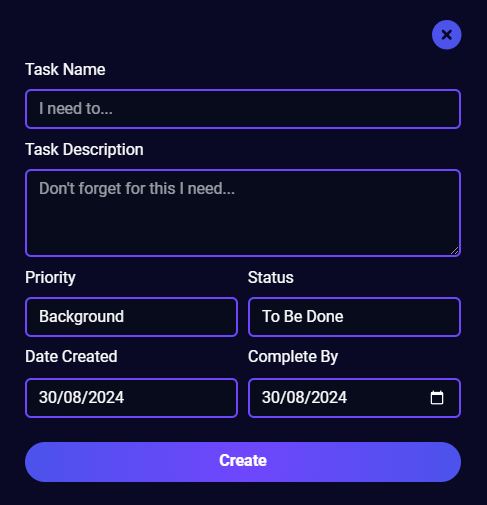 Task Name
I need to...
Task Description
Don't forget for this I need...
Priority Status
Background To Be Done
Date Created Complete By
30/08/2024 30/08/2024
Create